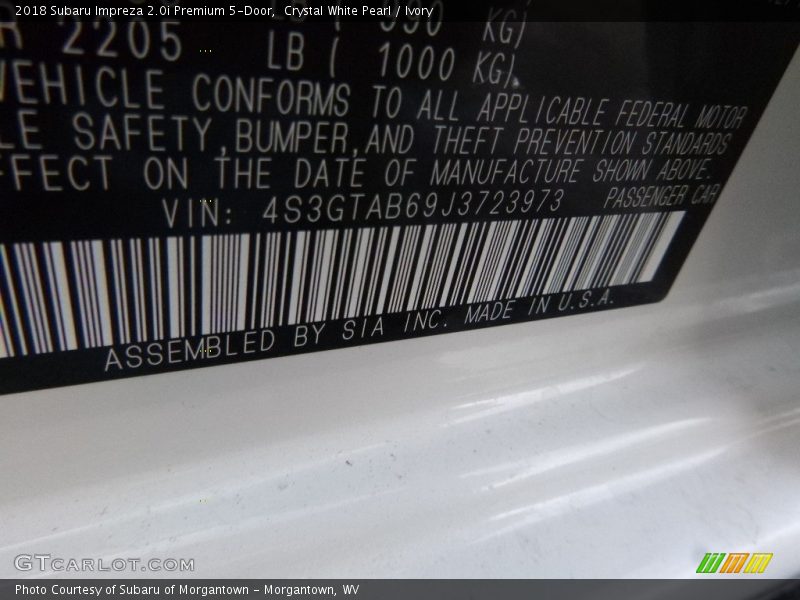 2018 Subaru Impreza 2.0i Premium 5-Door, Crystal White Pearl / Ivory
KG)
2205 LB ( 1000 KG)
VEHICLE CONFORMS TO ALL APPLICABLE FEDERAL MOTOR
LE SAFETY,BUMPER,AND THEFT PREVENTION STANDARDS
FFECT ON THE DATE OF MANUFACTURE SHOWN ABOVE.
VIN: 4S3GTAB69J3723973 PASSENGER CAR
ASSEMBLED BY SIA INC. MADE IN U.S.A.
GTCARLOT.COM
Photo Courtesy of Subaru of Morgantown - Morgantown, WV